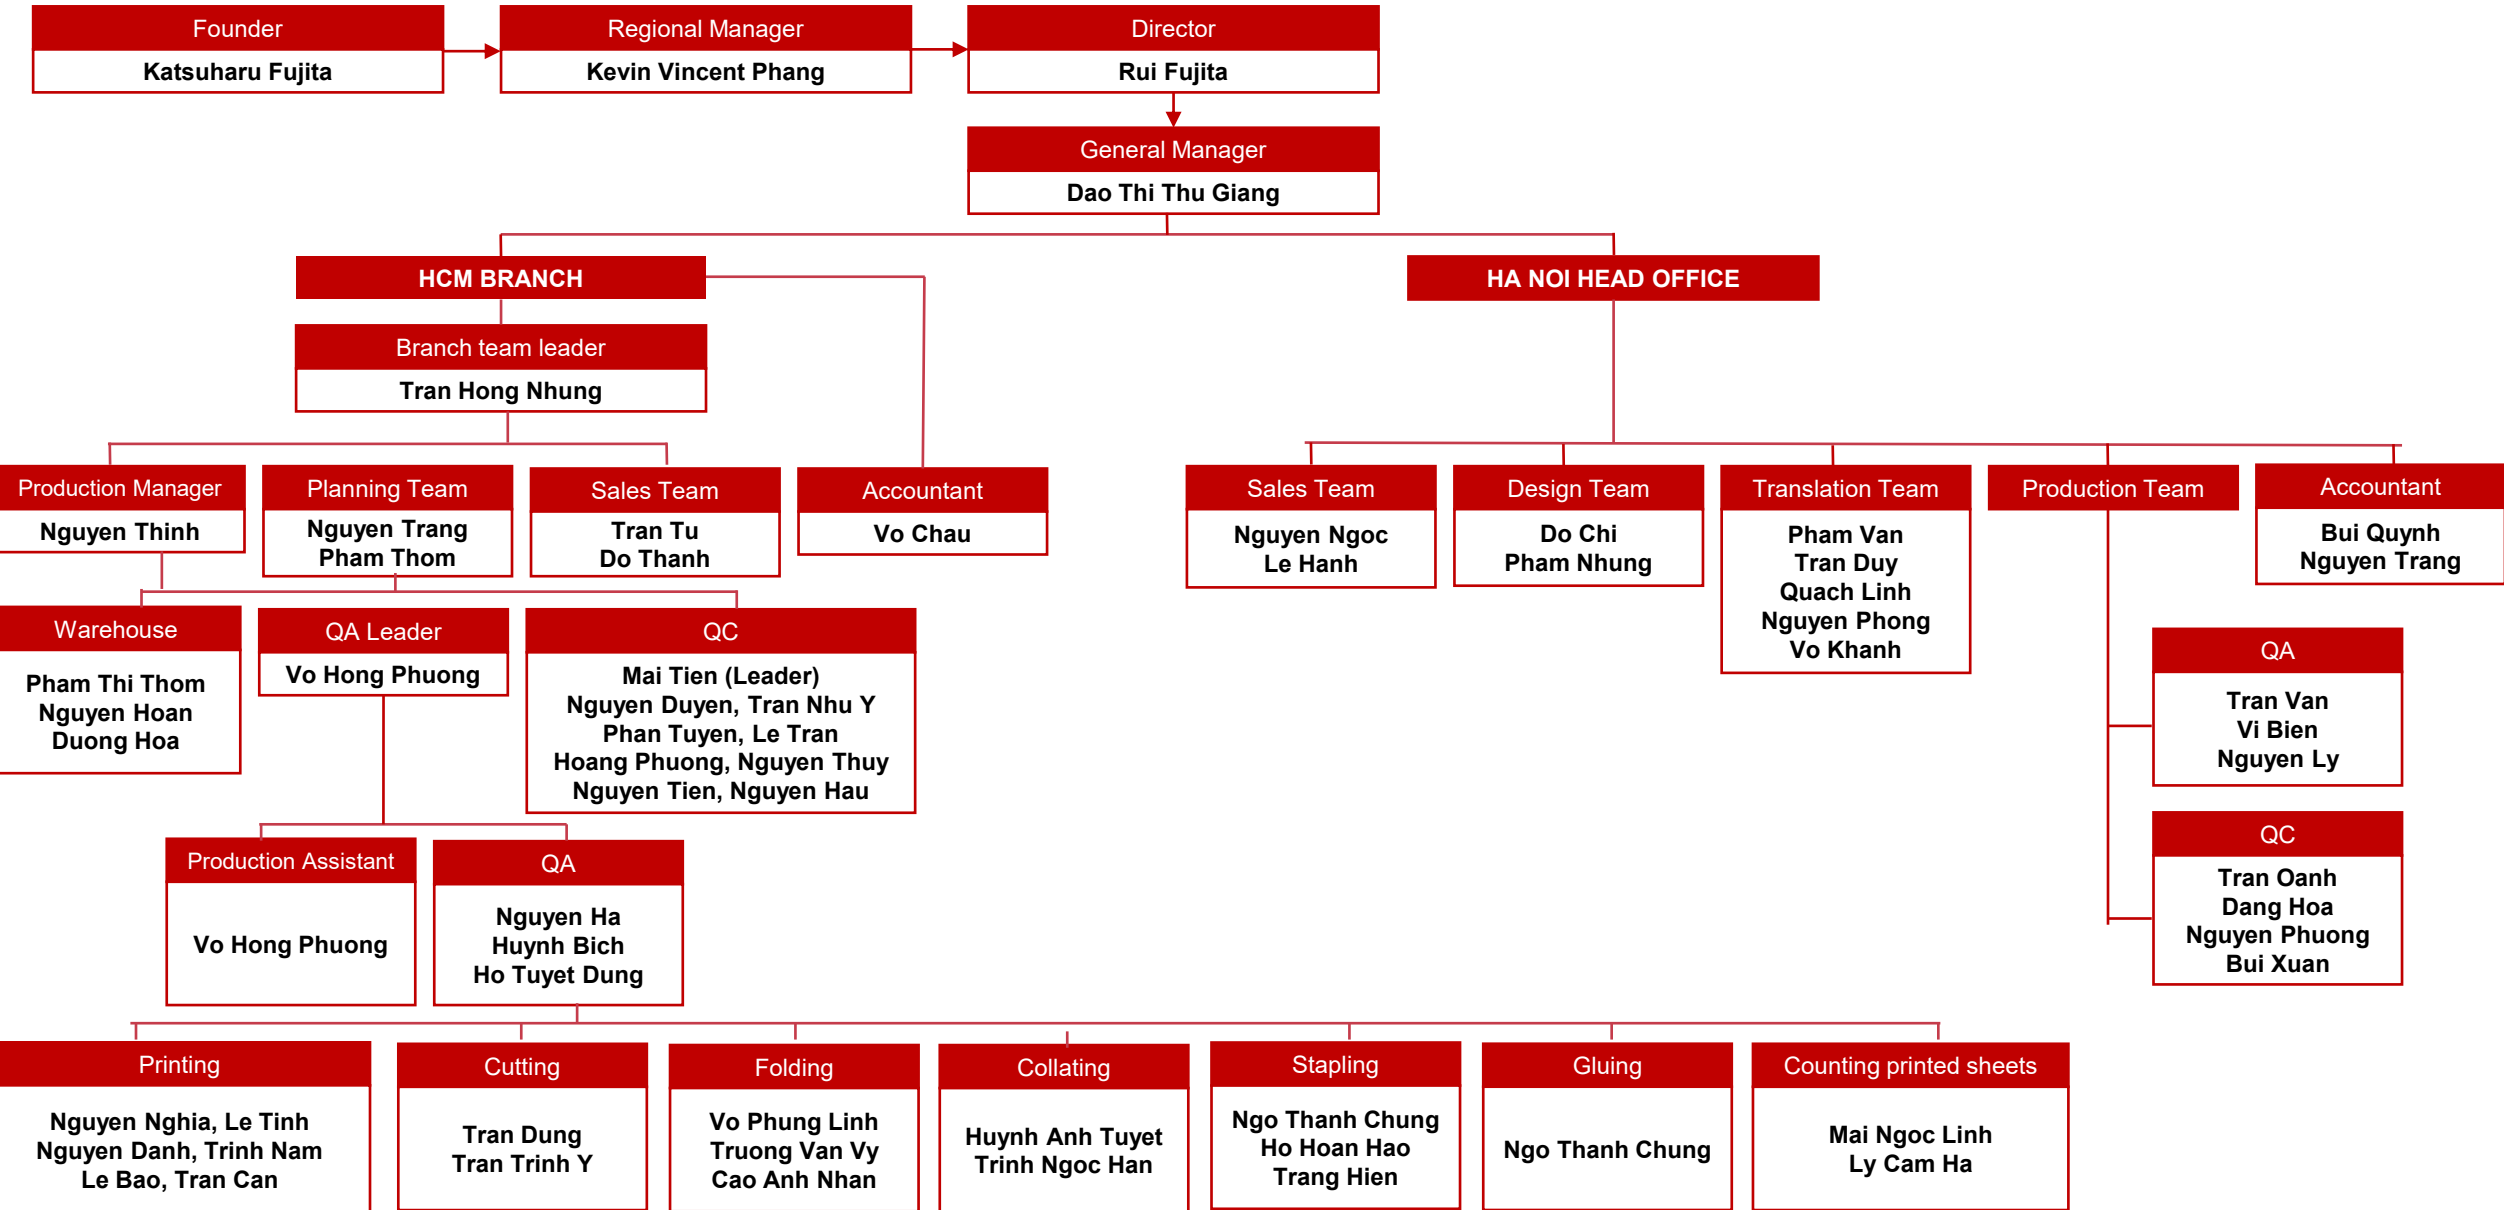 Founder
Katsuharu Fujita
Regional Manager
Kevin Vincent Phang
Director
Rui Fujita
General Manager
Dao Thi Thu Giang
HCM BRANCH
HA NOI HEAD OFFICE
Branch team leader
Tran Hong Nhung
Production Manager
Nguyen Thinh
Planning Team
Nguyen Trang
Pham Thom
Sales Team
Tran Tu
Do Thanh
Accountant
Vo Chau
Sales Team
Nguyen Ngoc
Le Hanh
Design Team
Do Chi
Pham Nhung
Translation Team
Pham Van
Tran Duy
Quach Linh
Nguyen Phong
Vo Khanh
Production Team
Accountant
Bui Quynh
Nguyen Trang
Warehouse
Pham Thi Thom
Nguyen Hoan
Duong Hoa
QA Leader
Vo Hong Phuong
QC
Mai Tien (Leader)
Nguyen Duyen, Tran Nhu Y
Phan Tuyen, Le Tran
Hoang Phuong, Nguyen Thuy
Nguyen Tien, Nguyen Hau
QA
Tran Van
Vi Bien
Nguyen Ly
QC
Tran Oanh
Dang Hoa
Nguyen Phuong
Bui Xuan
Production Assistant
Vo Hong Phuong
QA
Nguyen Ha
Huynh Bich
Ho Tuyet Dung
Printing
Nguyen Nghia, Le Tinh
Nguyen Danh, Trinh Nam
Le Bao, Tran Can
Cutting
Tran Dung
Tran Trinh Y
Folding
Vo Phung Linh
Truong Van Vy
Cao Anh Nhan
Collating
Huynh Anh Tuyet
Trinh Ngoc Han
Stapling
Ngo Thanh Chung
Ho Hoan Hao
Trang Hien
Gluing
Ngo Thanh Chung
Counting printed sheets
Mai Ngoc Linh
Ly Cam Ha